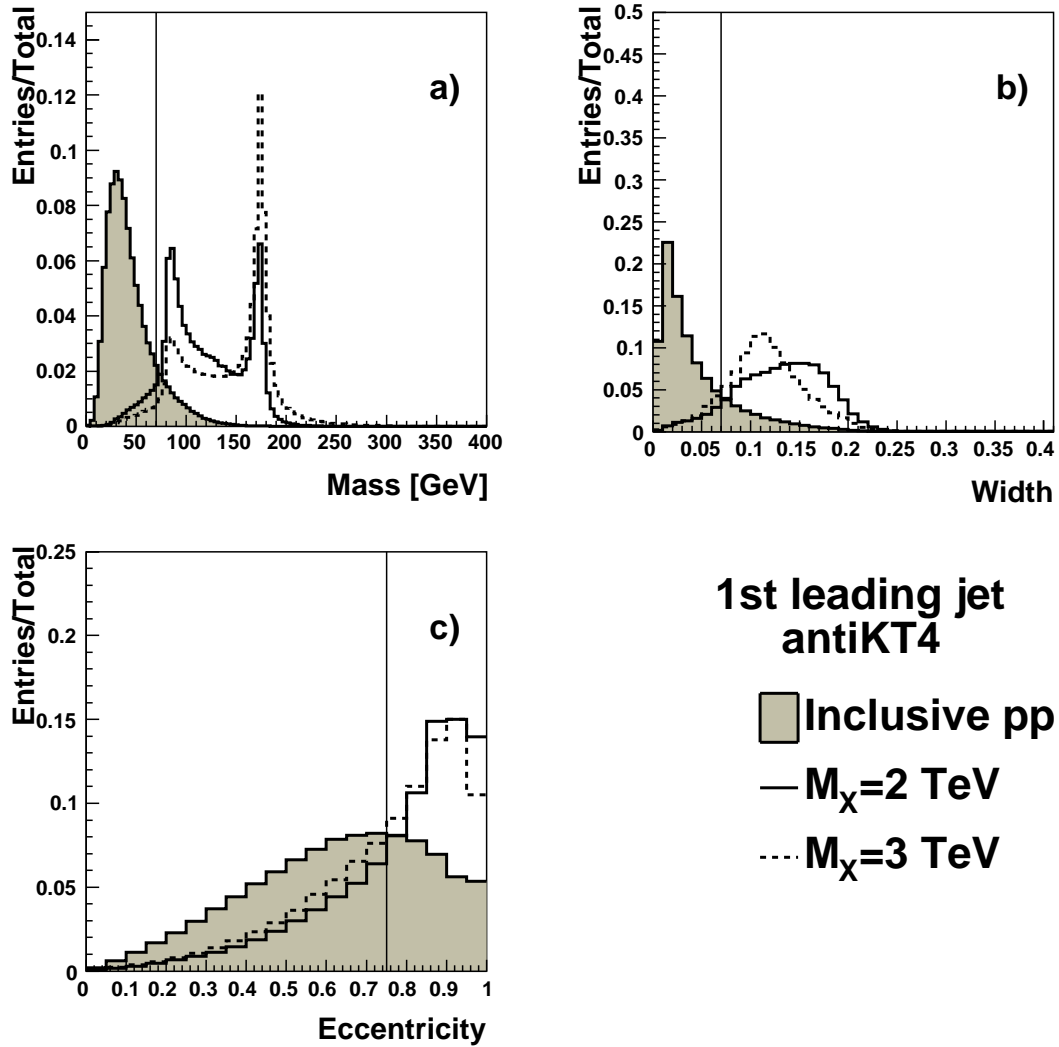 Entries/Total
0.14
0.12
0.1
0.08
0.06
0.04
0.02
0
a)
0 50 100 150 200 250 300 350 400
Mass [GeV]
Entries/Total
0.5
0.45
0.4
0.35
0.3
0.25
0.2
0.15
0.1
0.05
0
b)
0 0.05 0.1 0.15 0.2 0.25 0.3 0.35 0.4
Width
Entries/Total
0.25
0.2
0.15
0.1
0.05
0
c)
0 0.1 0.2 0.3 0.4 0.5 0.6 0.7 0.8 0.9 1
Eccentricity
1st leading jet
antiKT4
Inclusive pp
M_X=2 TeV
M_X=3 TeV